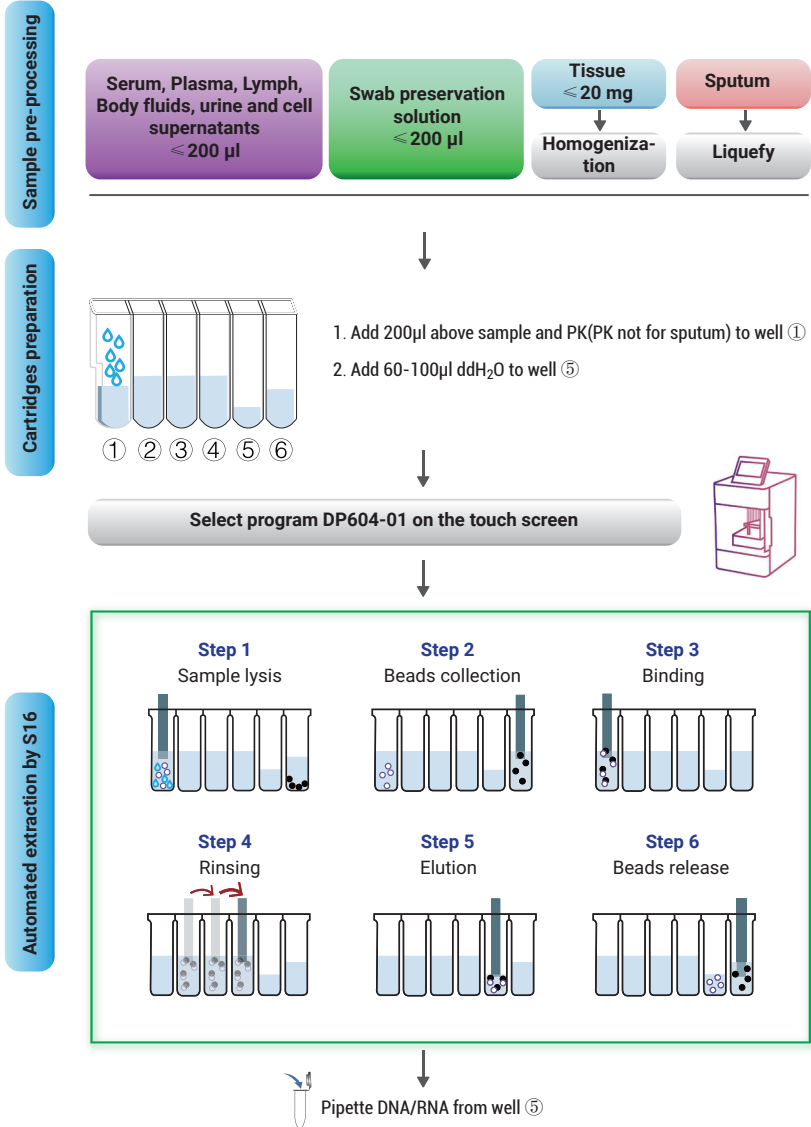 Sample pre-processing
Serum, Plasma, Lymph,
Body fluids, urine and cell
supernatants
≤200 µl
Swab preservation
solution
≤200 µl
Tissue
≤20 mg
Homogeniza-
tion
Sputum
Liquefy
Cartridges preparation
① ② ③ ④ ⑤ ⑥
1. Add 200µl above sample and PK(PK not for sputum) to well ①
2. Add 60-100µl ddH₂O to well ⑤
Select program DP604-01 on the touch screen
Automated extraction by S16
Step 1
Sample lysis
Step 2
Beads collection
Step 3
Binding
Step 4
Rinsing
Step 5
Elution
Step 6
Beads release
Pipette DNA/RNA from well ⑤